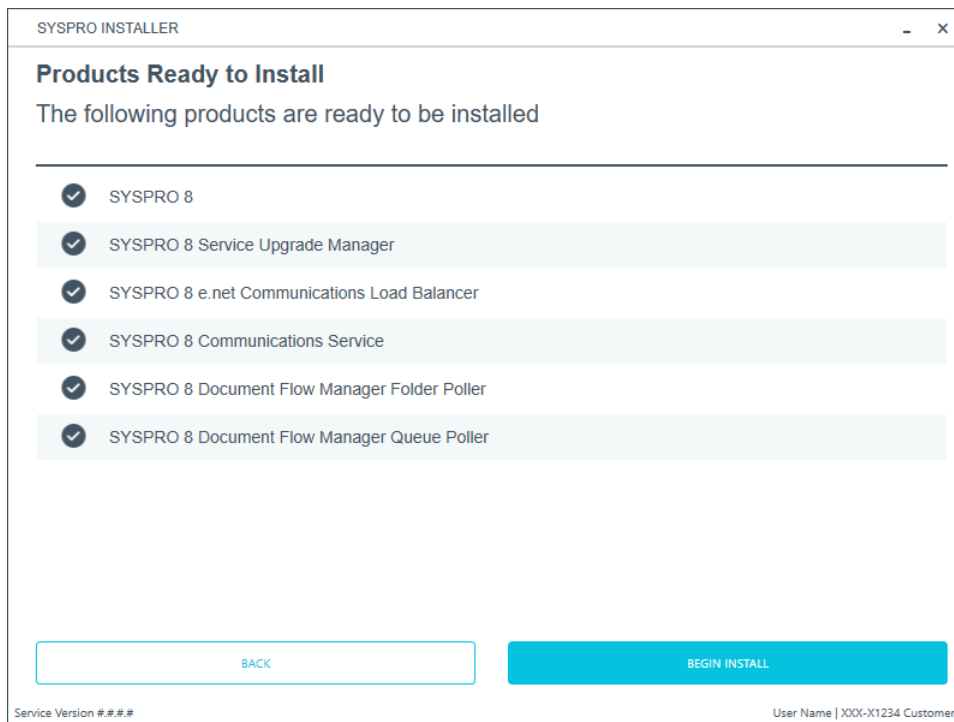 SYSPRO INSTALLER
Products Ready to Install
The following products are ready to be installed
SYSPRO 8
SYSPRO 8 Service Upgrade Manager
SYSPRO 8 e.net Communications Load Balancer
SYSPRO 8 Communications Service
SYSPRO 8 Document Flow Manager Folder Poller
SYSPRO 8 Document Flow Manager Queue Poller
BACK
BEGIN INSTALL
Service Version #.#.#.#
User Name | XXX-X1234 Customer